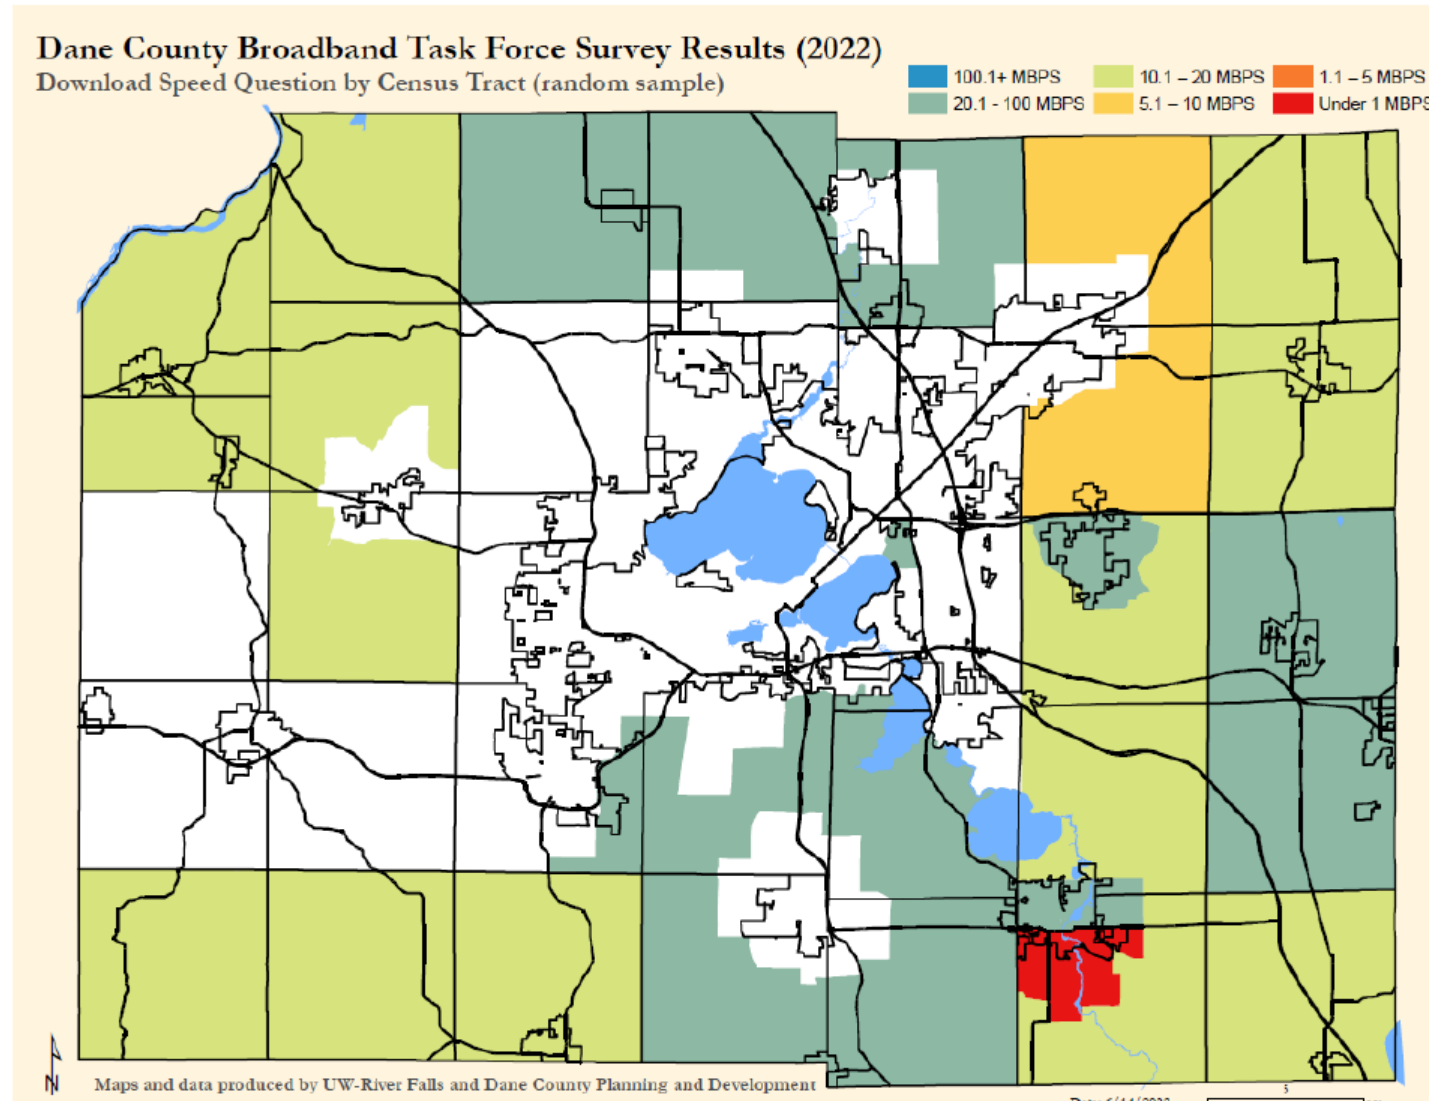 Dane County Broadband Task Force Survey Results (2022)
Download Speed Question by Census Tract (random sample)
100.1+ MBPS
10.1 – 20 MBPS
1.1 – 5 MBPS
20.1 - 100 MBPS
5.1 – 10 MBPS
Under 1 MBPS
N
Maps and data produced by UW-River Falls and Dane County Planning and Development
5